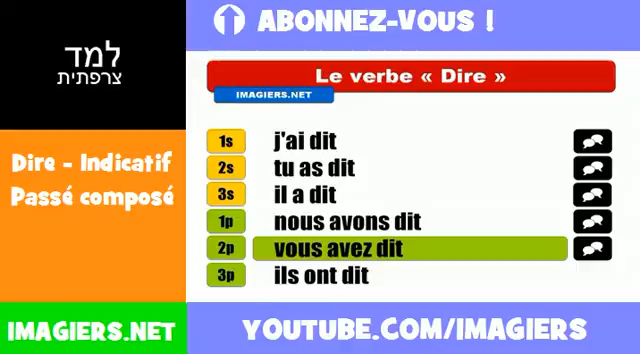 למד
צרפתית
ABONNEZ-VOUS !
Le verbe « Dire »
IMAGIERS.NET
Dire - Indicatif
Passé composé
1s j'ai dit
2s tu as dit
3s il a dit
1p nous avons dit
2p vous avez dit
3p ils ont dit
IMAGIERS.NET
YOUTUBE.COM/IMAGIERS